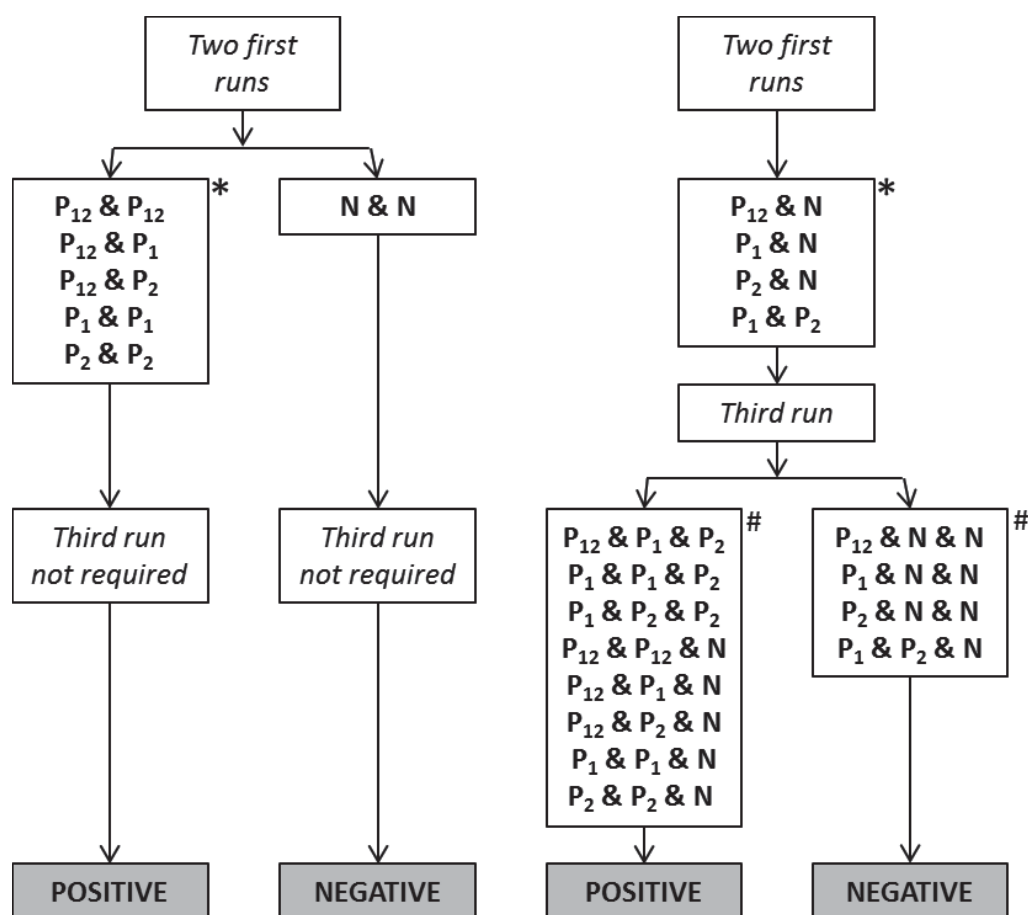 Two first
runs
*
P₁₂ & P₁₂
P₁₂ & P₁
P₁₂ & P₂
P₁ & P₁
P₂ & P₂
N & N
Third run
not required
Third run
not required
POSITIVE
NEGATIVE
Two first
runs
*
P₁₂ & N
P₁ & N
P₂ & N
P₁ & P₂
Third run
#
P₁₂ & P₁ & P₂
P₁ & P₁ & P₂
P₁ & P₂ & P₂
P₁₂ & P₁₂ & N
P₁₂ & P₁ & N
P₁₂ & P₂ & N
P₁ & P₁ & N
P₂ & P₂ & N
#
P₁₂ & N & N
P₁ & N & N
P₂ & N & N
P₁ & P₂ & N
POSITIVE
NEGATIVE